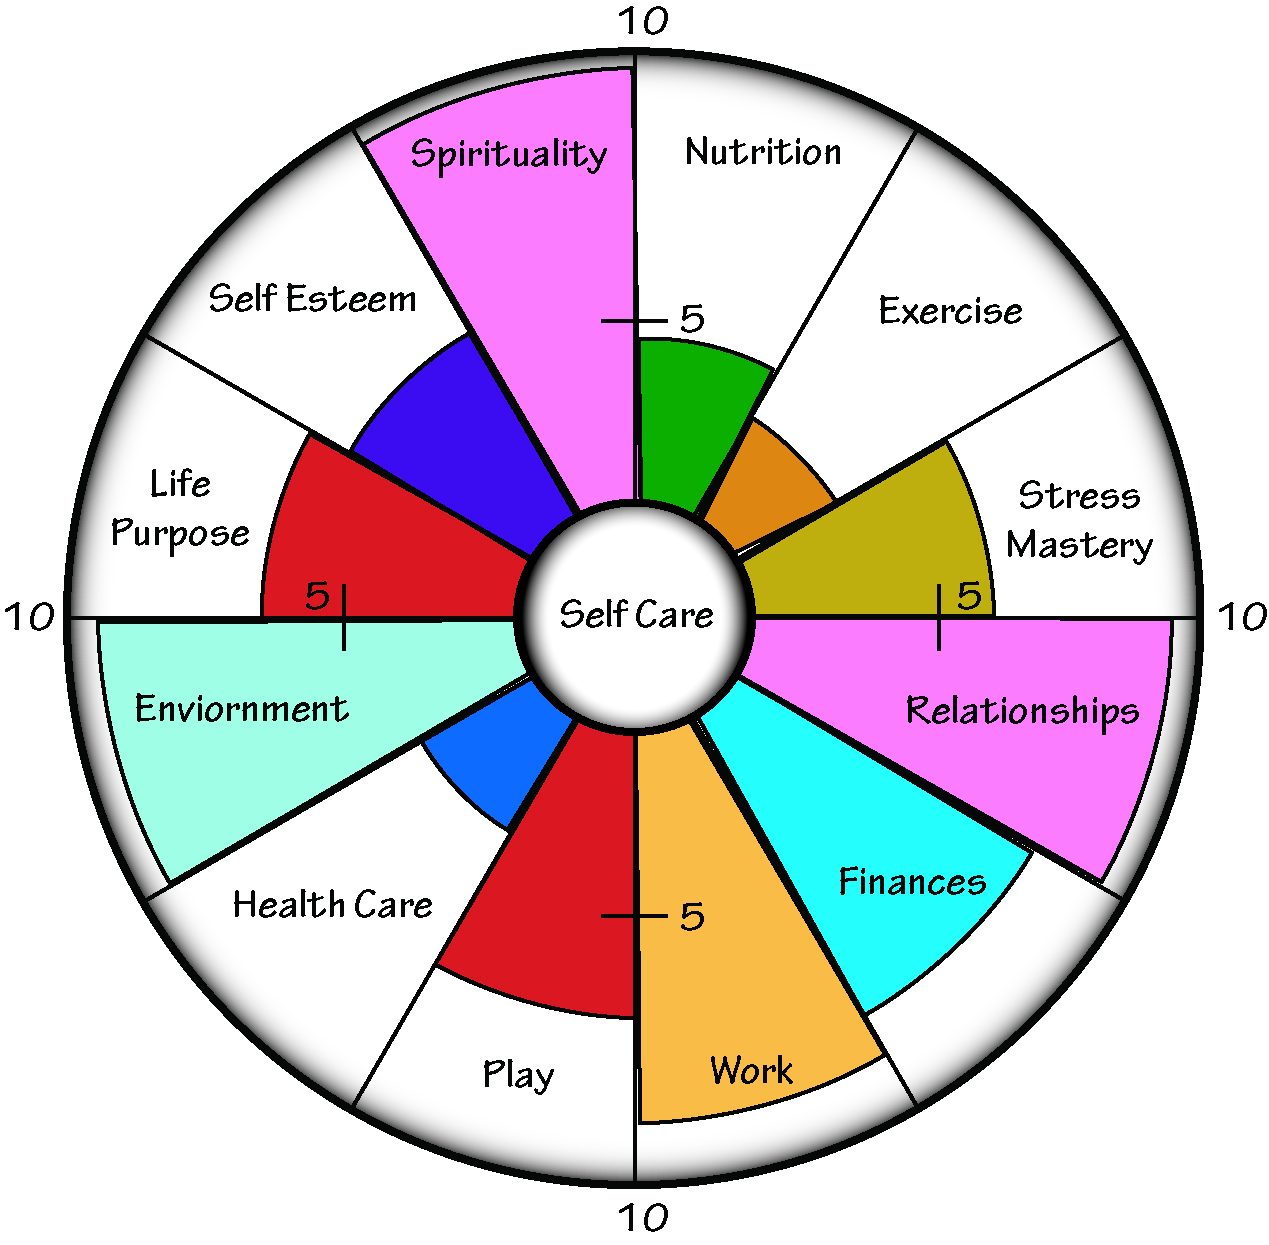 10
Spirituality
Nutrition
Self Esteem
5
Exercise
Life
Purpose
Stress
Mastery
10
5
Self Care
5
10
Enviornment
Relationships
Health Care
5
Finances
Play
Work
10